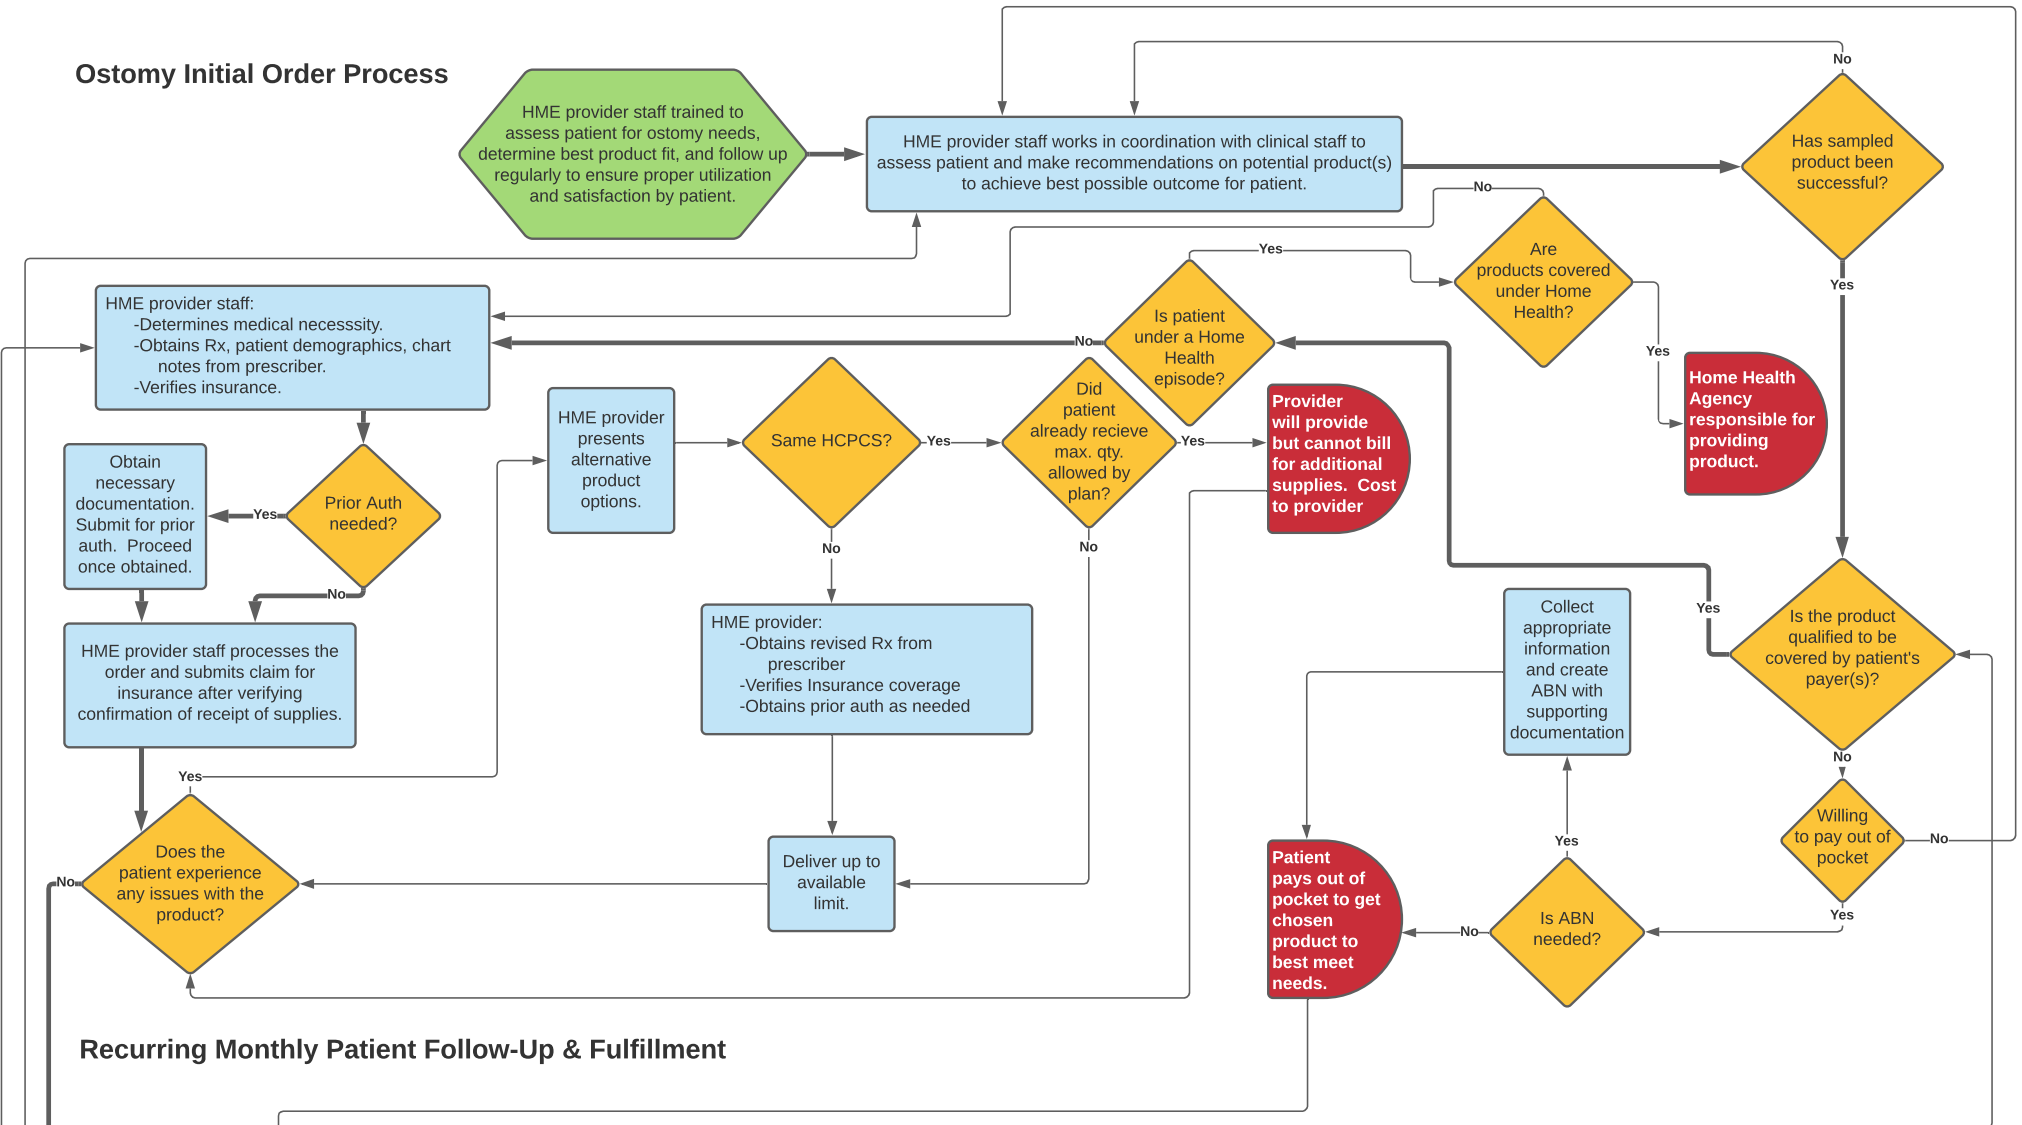 Ostomy Initial Order Process
HME provider staff trained to
assess patient for ostomy needs,
determine best product fit, and follow up
regularly to ensure proper utilization
and satisfaction by patient.
HME provider staff works in coordination with clinical staff to
assess patient and make recommendations on potential product(s)
to achieve best possible outcome for patient.
No
Has sampled
product been
successful?
Yes
No
Are
products covered
under Home
Health?
Yes
Yes
Home Health
Agency
responsible for
providing
product.
Is patient
under a Home
Health
episode?
No
HME provider staff:
-Determines medical necesssity.
-Obtains Rx, patient demographics, chart
notes from prescriber.
-Verifies insurance.
Prior Auth
needed?
Yes
No
Obtain
necessary
documentation.
Submit for prior
auth.  Proceed
once obtained.
HME provider staff processes the
order and submits claim for
insurance after verifying
confirmation of receipt of supplies.
Yes
Does the
patient experience
any issues with the
product?
No
HME provider
presents
alternative
product
options.
Same HCPCS?
Yes
No
Did
patient
already recieve
max. qty.
allowed by
plan?
Yes
No
Provider
will provide
but cannot bill
for additional
supplies.  Cost
to provider
HME provider:
-Obtains revised Rx from
prescriber
-Verifies Insurance coverage
-Obtains prior auth as needed
Deliver up to
available
limit.
Is the product
qualified to be
covered by patient's
payer(s)?
Yes
No
Willing
to pay out of
pocket
No
Yes
Is ABN
needed?
Yes
No
Collect
appropriate
information
and create
ABN with
supporting
documentation
Patient
pays out of
pocket to get
chosen
product to
best meet
needs.
Recurring Monthly Patient Follow-Up & Fulfillment